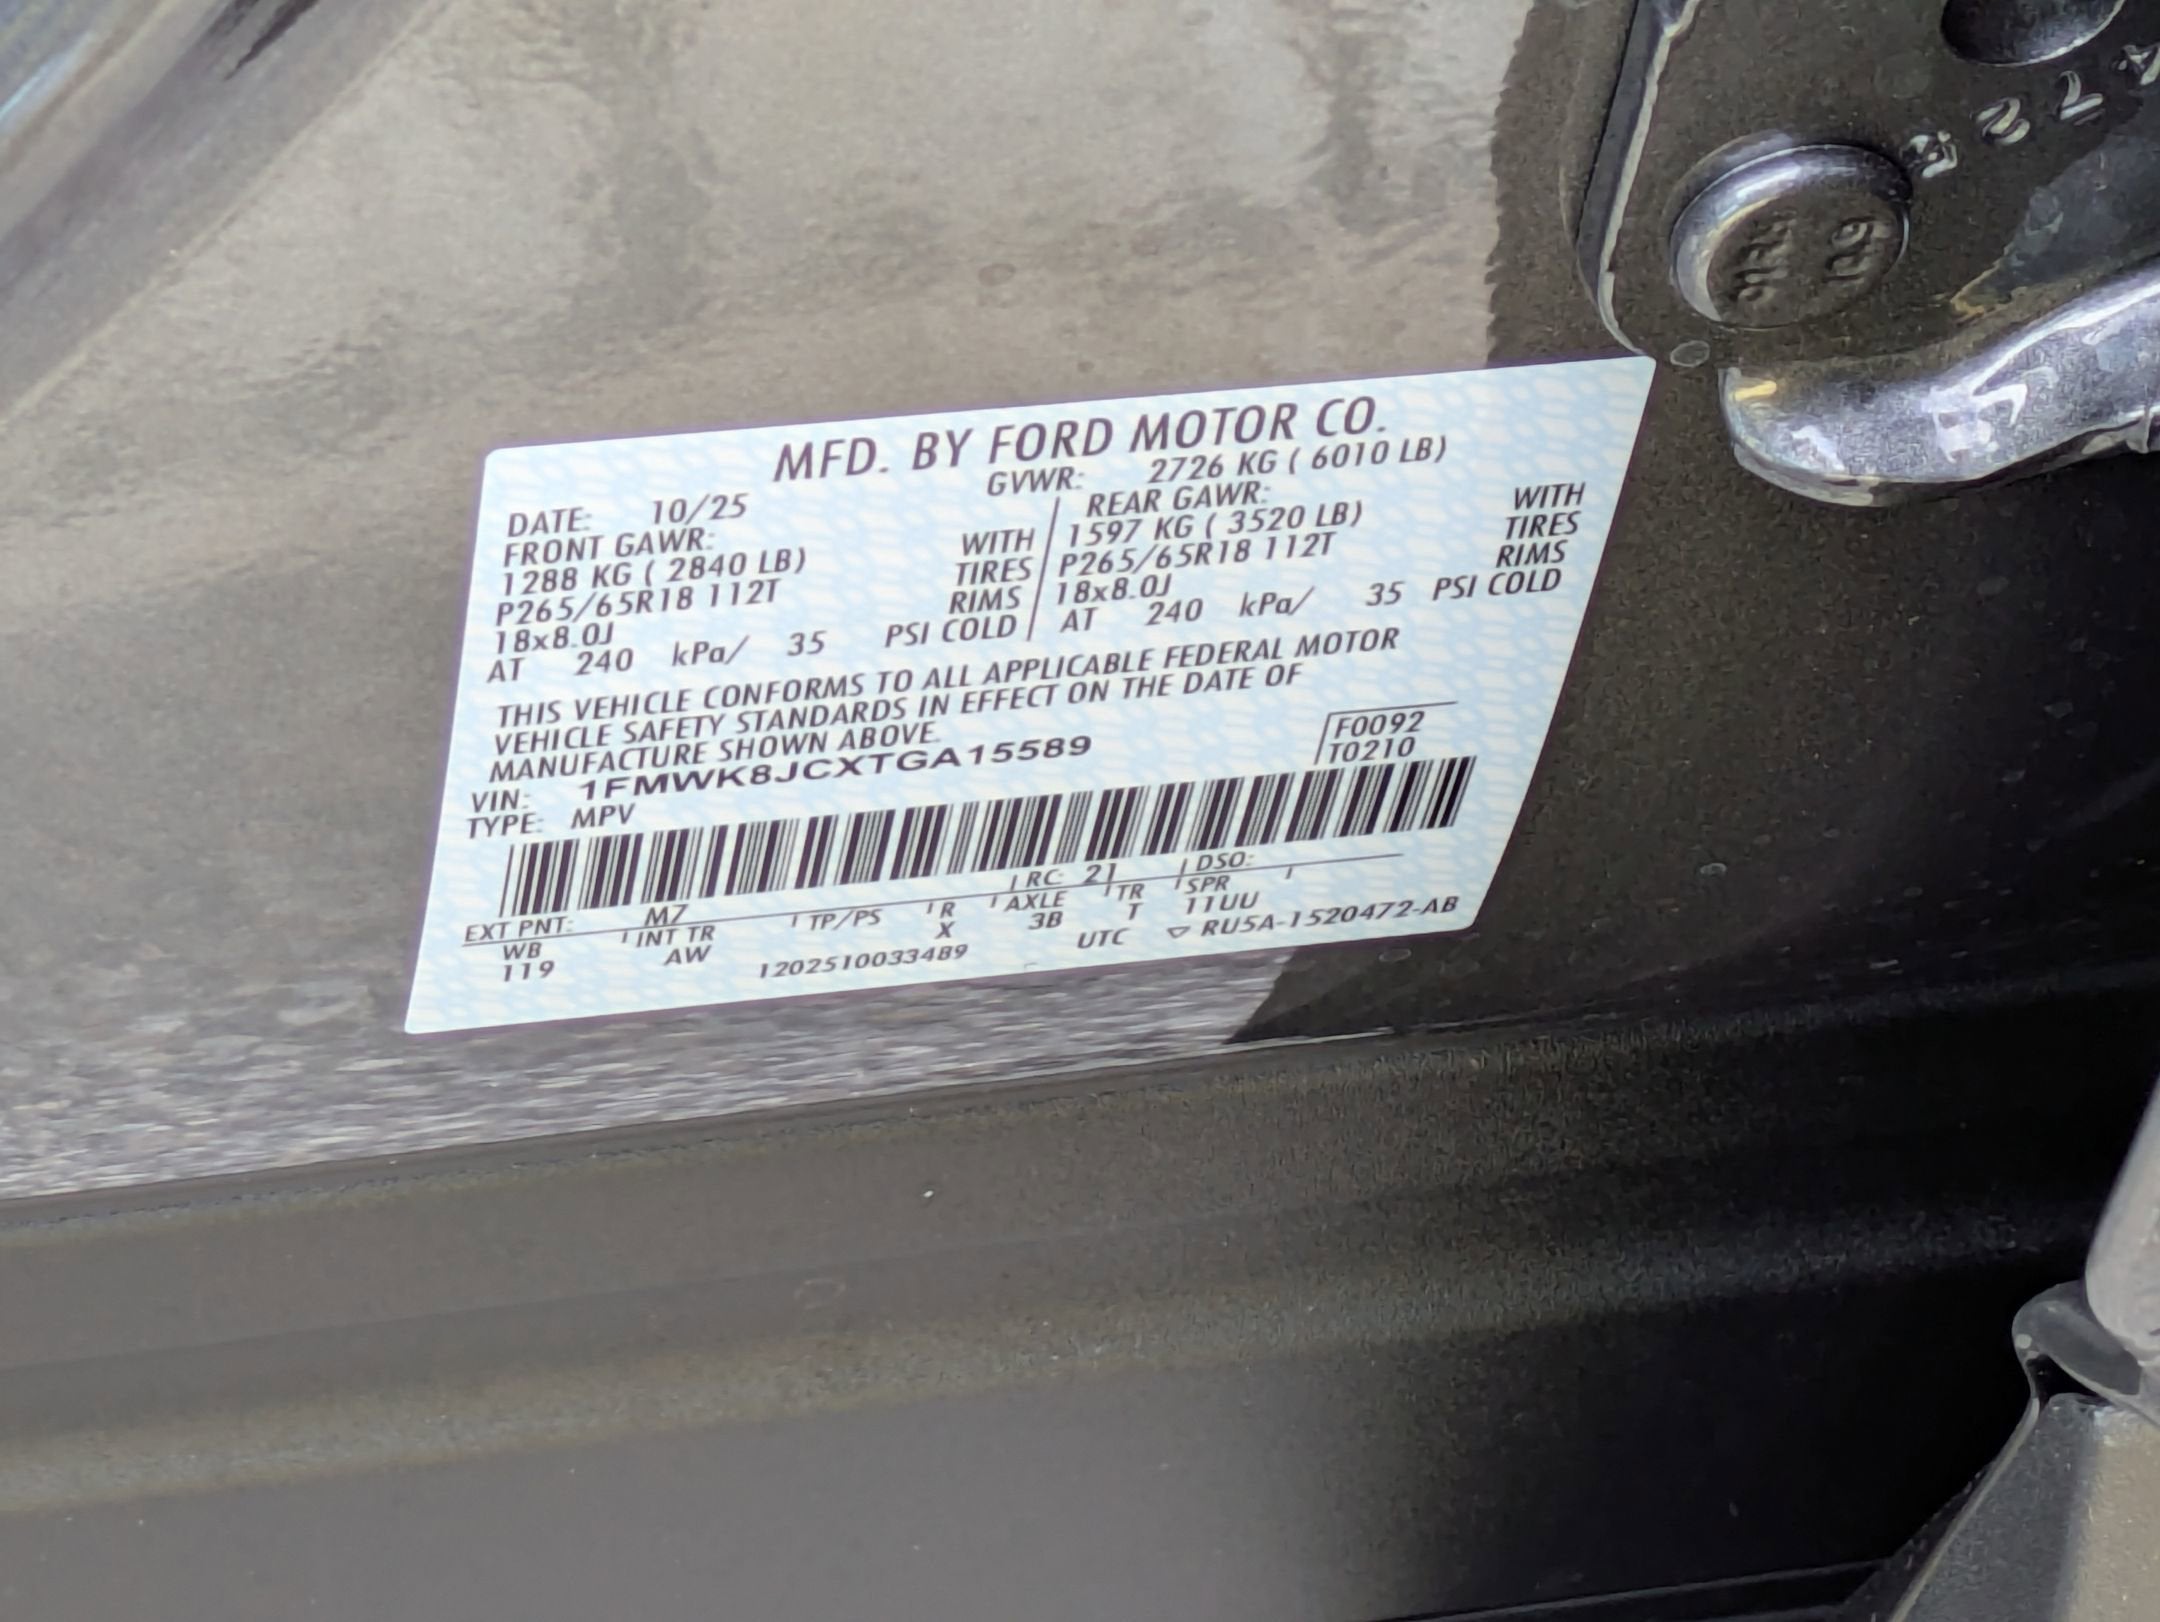 MFD. BY FORD MOTOR CO.
DATE: 10/25 GVWR: 2726 KG ( 6010 LB)
FRONT GAWR: REAR GAWR:
1288 KG ( 2840 LB) WITH 1597 KG ( 3520 LB) WITH
P265/65R18 112T TIRES P265/65R18 112T TIRES
18x8.0J RIMS 18x8.0J RIMS
AT 240 kPa/ 35 PSI COLD AT 240 kPa/ 35 PSI COLD
THIS VEHICLE CONFORMS TO ALL APPLICABLE FEDERAL MOTOR
VEHICLE SAFETY STANDARDS IN EFFECT ON THE DATE OF
MANUFACTURE SHOWN ABOVE.
VIN: 1FMWK8JCXTGA15589 F0092
TYPE: MPV T0210
EXT PNT: M7 RC: 21 DSO:
WB INT TR TP/PS R AXLE TR SPR
119 AW X 3B T 11UU
1202510033489 UTC ▽ RU5A-1520472-AB